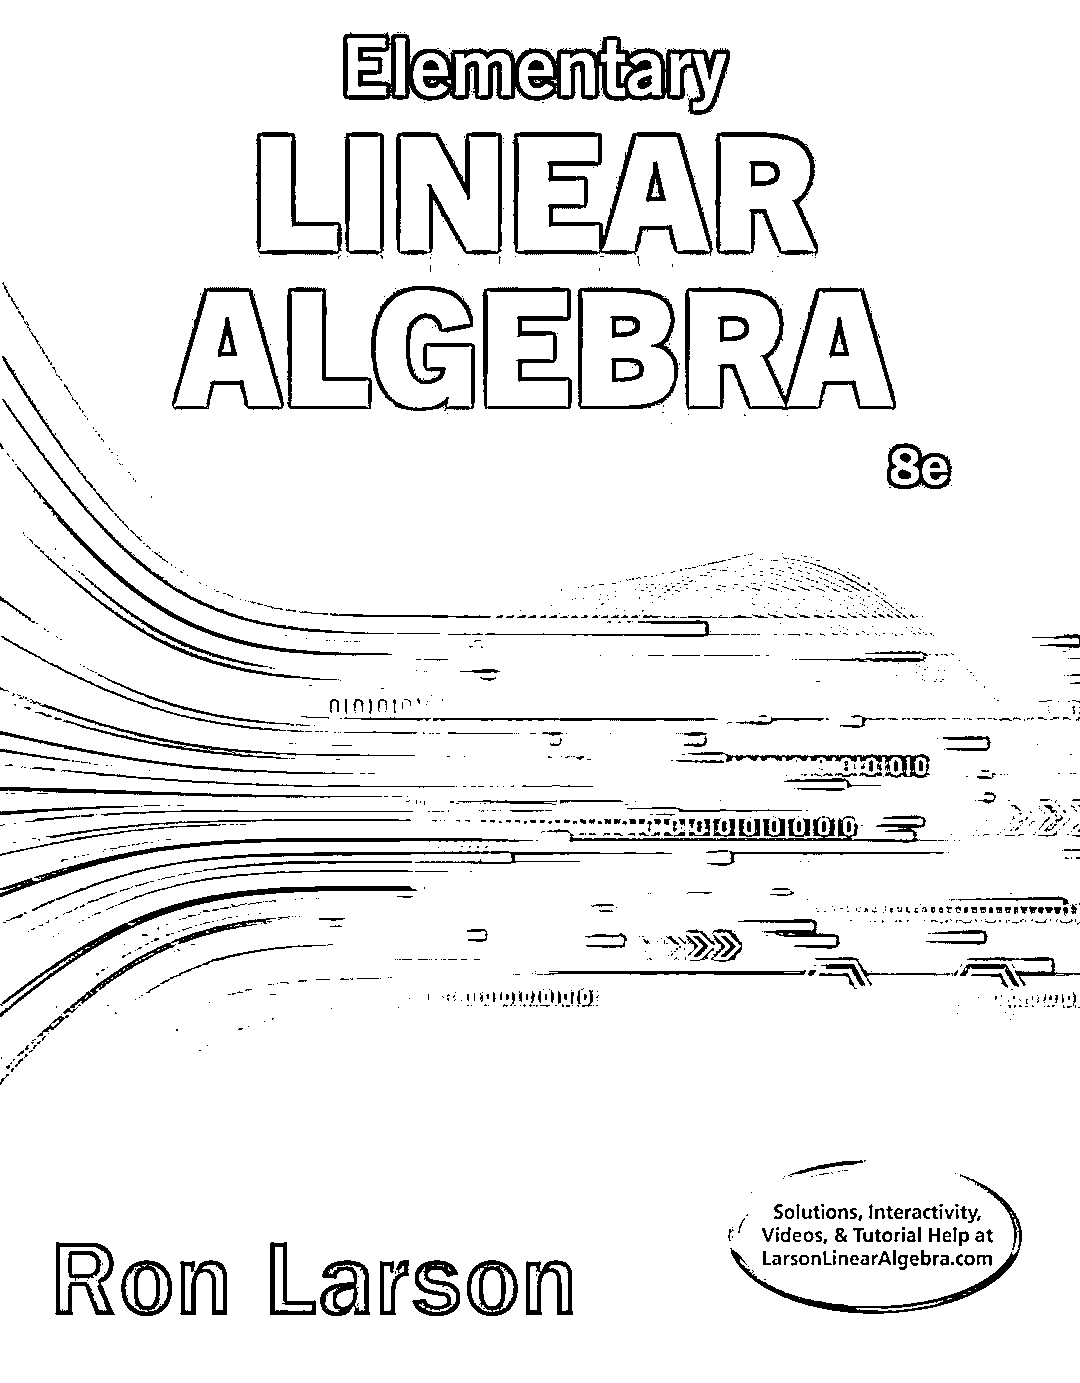 Elementary
LINEAR
ALGEBRA
8e
Solutions, Interactivity,
Videos, & Tutorial Help at
LarsonLinearAlgebra.com
Ron Larson